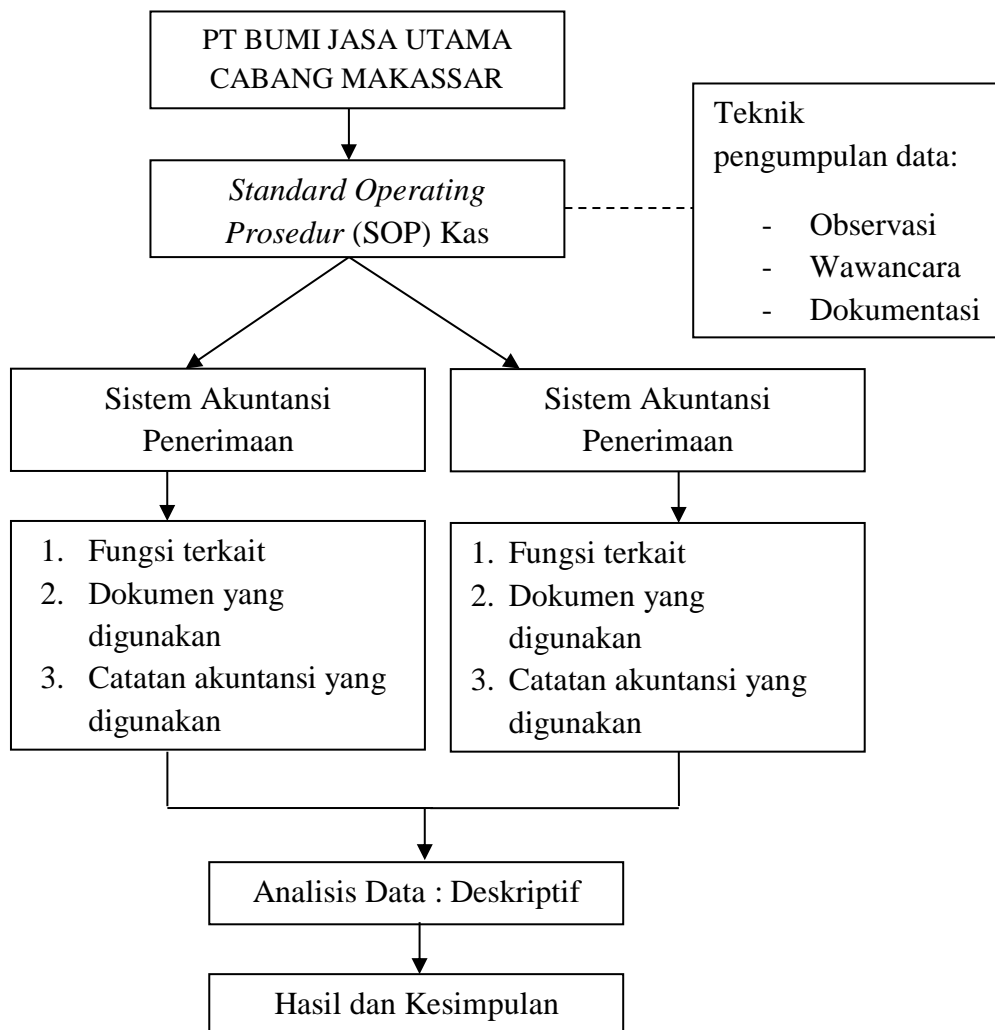 PT BUMI JASA UTAMA
CABANG MAKASSAR
Teknik
pengumpulan data:
- Observasi
- Wawancara
- Dokumentasi
Standard Operating
Prosedur (SOP) Kas
Sistem Akuntansi
Penerimaan
Sistem Akuntansi
Penerimaan
1. Fungsi terkait
2. Dokumen yang
digunakan
3. Catatan akuntansi yang
digunakan
1. Fungsi terkait
2. Dokumen yang
digunakan
3. Catatan akuntansi yang
digunakan
Analisis Data : Deskriptif
Hasil dan Kesimpulan